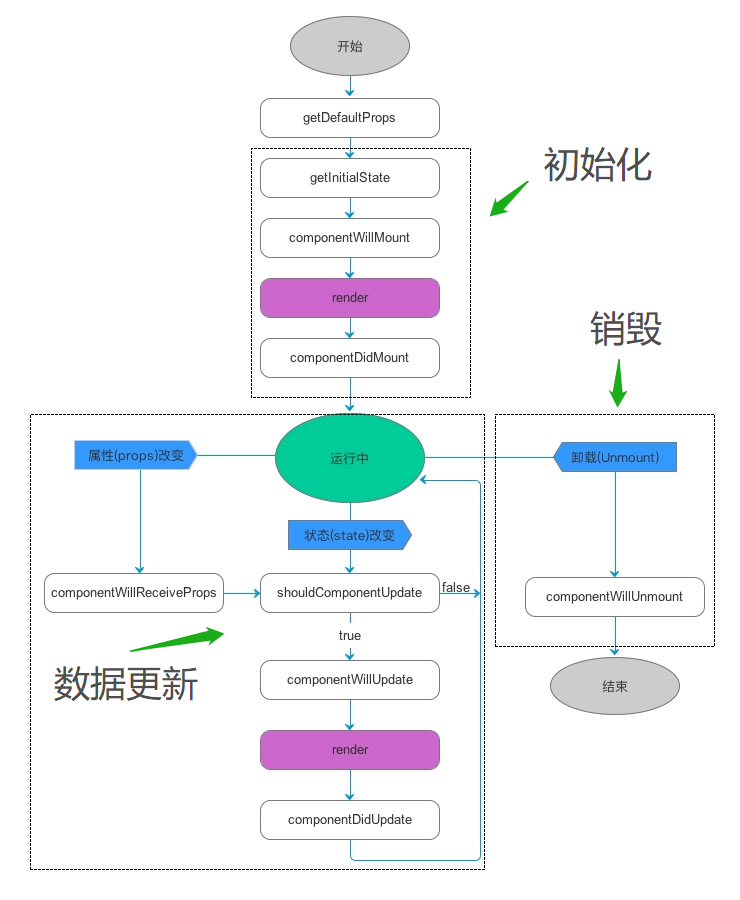 开始
getDefaultProps
getInitialState
初始化
componentWillMount
render
componentDidMount
销毁
属性(props)改变
运行中
卸载(Unmount)
状态(state)改变
componentWillReceiveProps
shouldComponentUpdate
false
componentWillUnmount
true
数据更新
componentWillUpdate
结束
render
componentDidUpdate